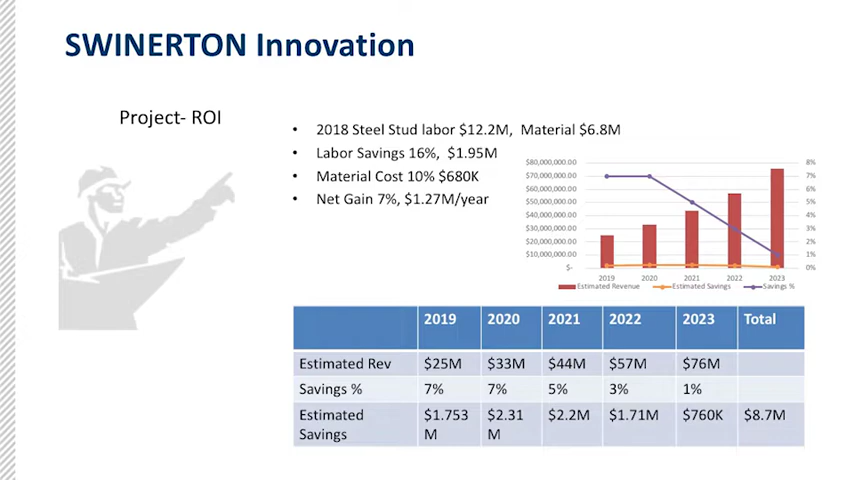 SWINERTON Innovation
Project- ROI
• 2018 Steel Stud labor $12.2M, Material $6.8M
• Labor Savings 16%, $1.95M
• Material Cost 10% $680K
• Net Gain 7%, $1.27M/year
$80,000,000.00 8%
$70,000,000.00 7%
$60,000,000.00 6%
$50,000,000.00 5%
$40,000,000.00 4%
$30,000,000.00 3%
$20,000,000.00 2%
$10,000,000.00 1%
$- 0%
2019 2020 2021 2022 2023
Estimated Revenue Estimated Savings Savings %
2019 2020 2021 2022 2023 Total
Estimated Rev $25M $33M $44M $57M $76M
Savings % 7% 7% 5% 3% 1%
Estimated $1.753 $2.31 $2.2M $1.71M $760K $8.7M
Savings M M